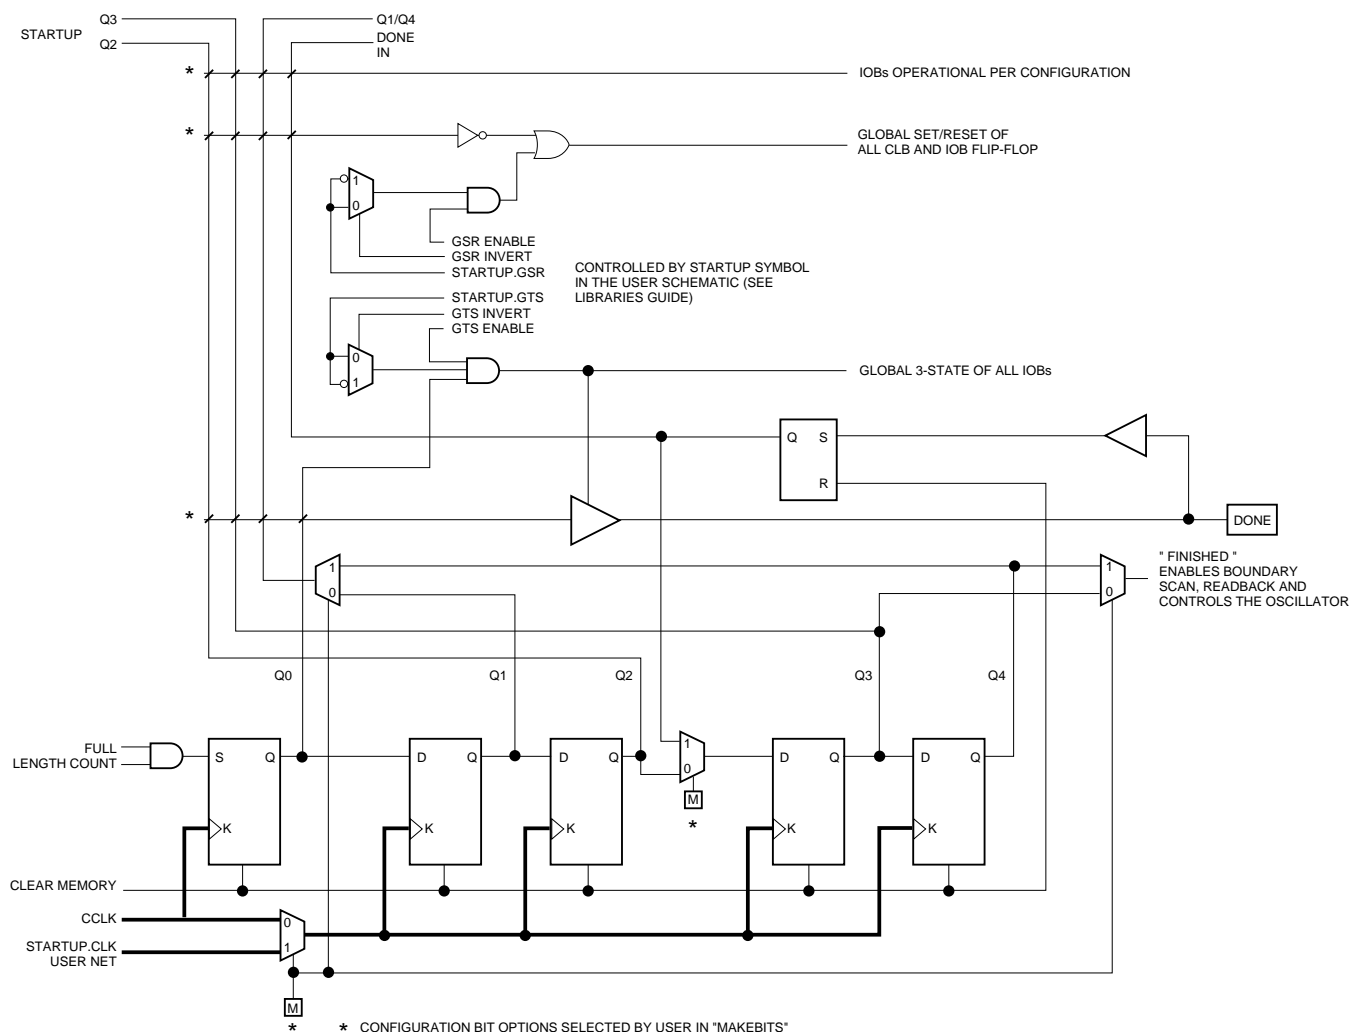 Q3
Q1/Q4
STARTUP
Q2
DONE
IN
*
IOBs OPERATIONAL PER CONFIGURATION
*
GLOBAL SET/RESET OF
ALL CLB AND IOB FLIP-FLOP
1
0
GSR ENABLE
GSR INVERT
STARTUP.GSR
CONTROLLED BY STARTUP SYMBOL
IN THE USER SCHEMATIC (SEE
LIBRARIES GUIDE)
STARTUP.GTS
GTS INVERT
GTS ENABLE
0
1
GLOBAL 3-STATE OF ALL IOBs
Q S
R
*
DONE
1
0
1
0
" FINISHED "
ENABLES BOUNDARY
SCAN, READBACK AND
CONTROLS THE OSCILLATOR
Q0
Q1
Q2
Q3
Q4
FULL
LENGTH COUNT
S Q
K
D Q
K
D Q
K
1
0
M
*
D Q
K
D Q
K
CLEAR MEMORY
CCLK
STARTUP.CLK
USER NET
0
1
M
*
* CONFIGURATION BIT OPTIONS SELECTED BY USER IN "MAKEBITS"